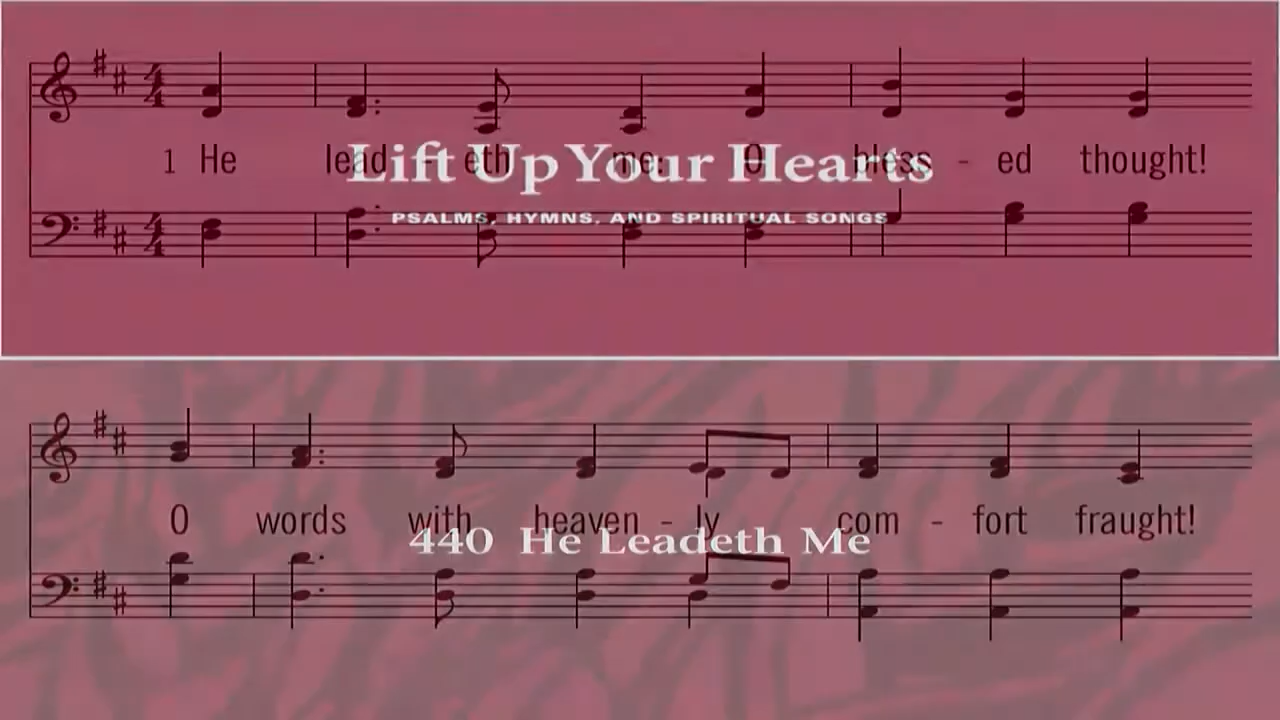 1 He lead - eth me: O bless - ed thought!
Lift Up Your Hearts
PSALMS, HYMNS, AND SPIRITUAL SONGS
O words with heaven - ly com - fort fraught!
440 He Leadeth Me